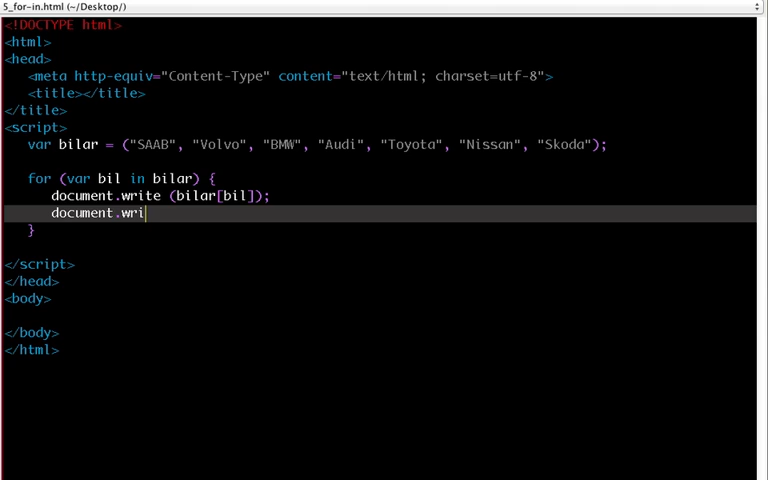 5_for-in.html (~/Desktop/)
<!DOCTYPE html>
<html>
<head>
<meta http-equiv="Content-Type" content="text/html; charset=utf-8">
<title></title>
</title>
<script>
var bilar = ("SAAB", "Volvo", "BMW", "Audi", "Toyota", "Nissan", "Skoda");
for (var bil in bilar) {
document.write (bilar[bil]);
document.wri
}
</script>
</head>
<body>
</body>
</html>